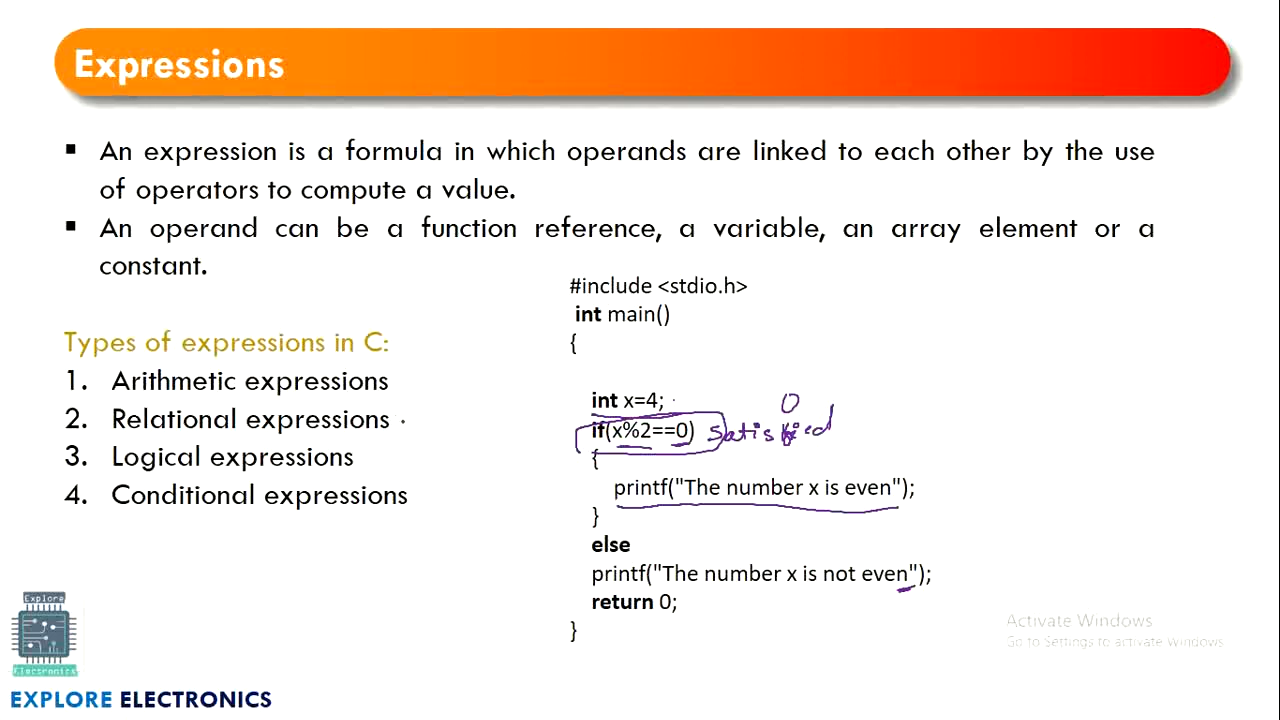 Expressions
▪ An expression is a formula in which operands are linked to each other by the use
of operators to compute a value.
▪ An operand can be a function reference, a variable, an array element or a
constant.
Types of expressions in C:
1. Arithmetic expressions
2. Relational expressions
3. Logical expressions
4. Conditional expressions
#include <stdio.h>
int main()
{
int x=4;
0
if(x%2==0) satisfied
{
printf("The number x is even");
}
else
printf("The number x is not even");
return 0;
}
Explore
Electronics
EXPLORE ELECTRONICS
Activate Windows
Go to Settings to activate Windows